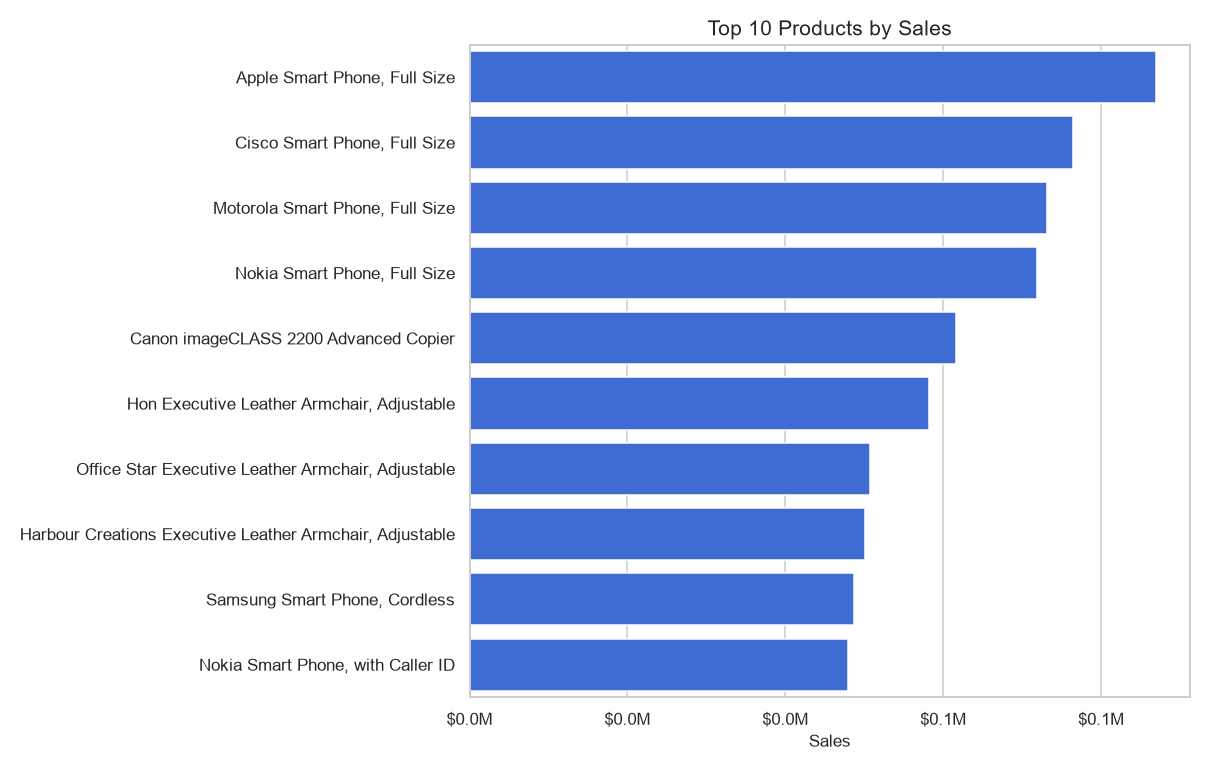 Top 10 Products by Sales
Apple Smart Phone, Full Size
Cisco Smart Phone, Full Size
Motorola Smart Phone, Full Size
Nokia Smart Phone, Full Size
Canon imageCLASS 2200 Advanced Copier
Hon Executive Leather Armchair, Adjustable
Office Star Executive Leather Armchair, Adjustable
Harbour Creations Executive Leather Armchair, Adjustable
Samsung Smart Phone, Cordless
Nokia Smart Phone, with Caller ID
$0.0M $0.0M $0.0M $0.1M $0.1M
Sales